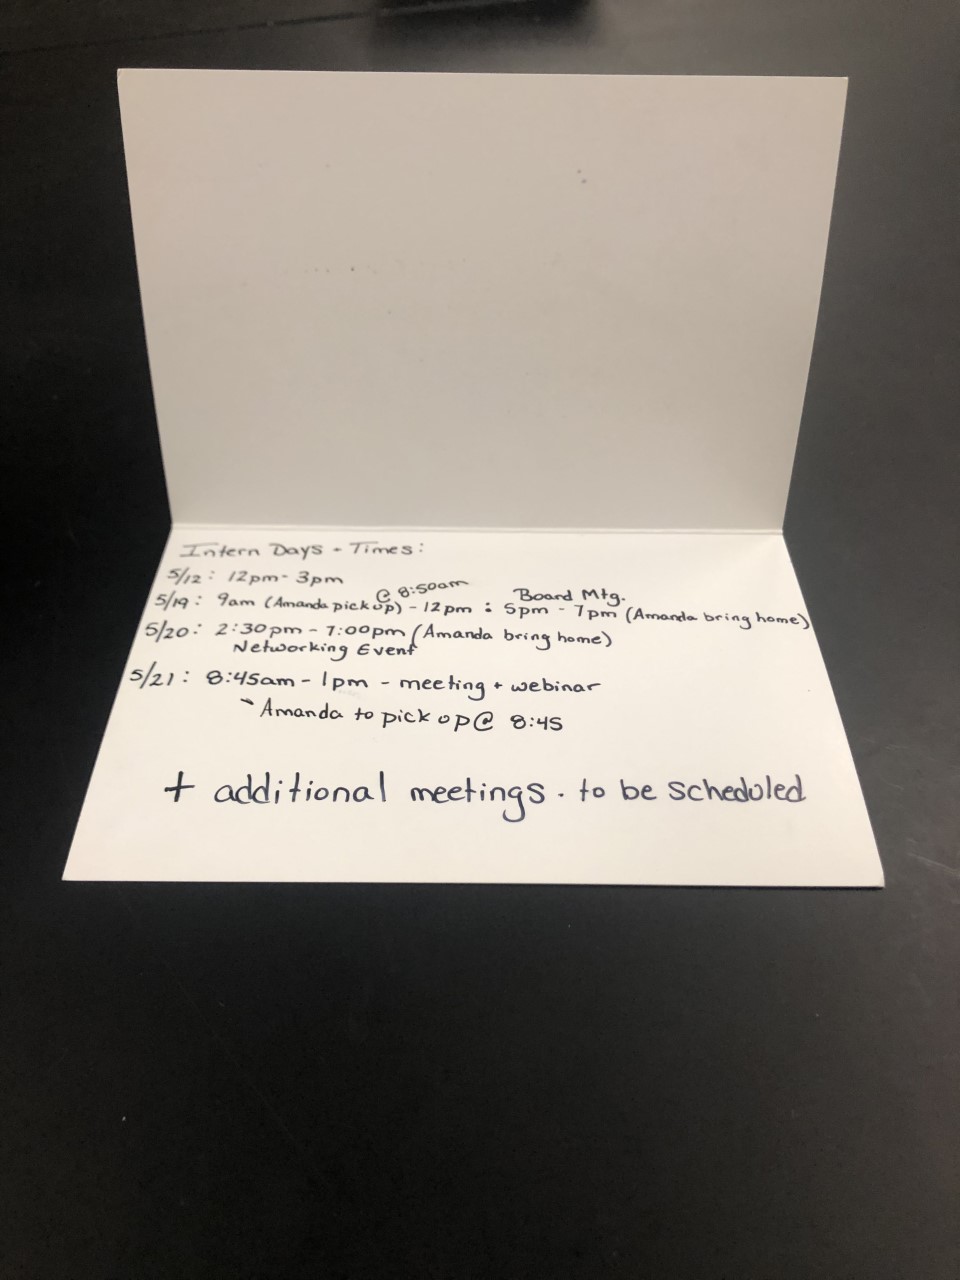 Intern Days - Times:
5/12: 12pm - 3pm
@ 8:50am Board Mtg.
5/19: 9am (Amanda pick up) - 12pm : 5pm - 7pm (Amanda bring home)
5/20: 2:30pm - 7:00pm (Amanda bring home)
Networking Event
5/21: 8:45am - 1pm - meeting + webinar
Amanda to pick up @ 8:45
+ additional meetings - to be scheduled